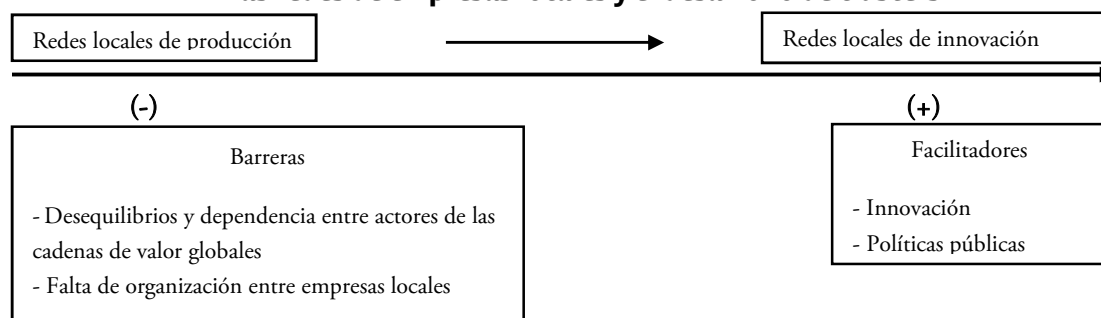 Redes locales de producción
Redes locales de innovación
(-)
(+)
Barreras
- Desequilibrios y dependencia entre actores de las
cadenas de valor globales
- Falta de organización entre empresas locales
Facilitadores
- Innovación
- Políticas públicas